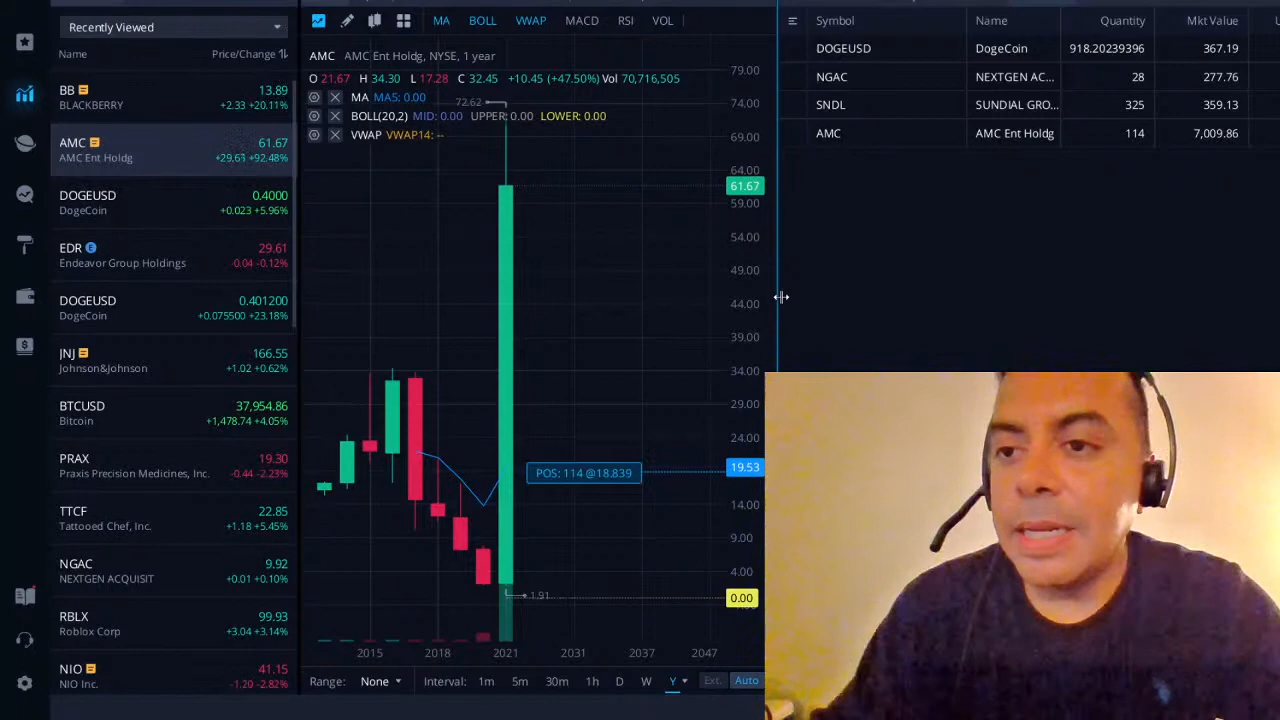 Recently Viewed
Name Price/Change
BB 13.89
BLACKBERRY +2.33 +20.11%
AMC 61.67
AMC Ent Holdg +92.48%
DOGEUSD 0.4000
DogeCoin +0.023 +5.96%
EDR E 29.61
Endeavor Group Holdings -0.04 -0.12%
DOGEUSD 0.401200
DogeCoin +0.075500 +23.18%
JNJ 166.55
Johnson&Johnson +1.02 +0.62%
BTCUSD 37,954.86
Bitcoin +1,478.74 +4.05%
PRAX 19.30
Praxis Precision Medicines, Inc. -0.44 -2.23%
TTCF 22.85
Tattooed Chef, Inc. +1.18 +5.45%
NGAC 9.92
NEXTGEN ACQUISIT +0.01 +0.10%
RBLX 99.93
Roblox Corp +3.04 +3.14%
NIO 41.15
NIO Inc. -1.20 -2.82%
MA BOLL VWAP MACD RSI VOL
AMC AMC Ent Holdg, NYSE, 1 year
O 21.67 H 34.30 L 17.28 C 32.45 +10.45 (+47.50%) Vol 70,716,505
MA MA5: 0.00
BOLL(20,2) MID: 0.00 UPPER: 0.00 LOWER: 0.00
VWAP VWAP14: --
72.62
POS: 114 @18.839
1.91
79.00
74.00
69.00
64.00
61.67
59.00
54.00
49.00
44.00
39.00
34.00
29.00
24.00
19.53
14.00
9.00
4.00
0.00
2015 2018 2021 2031 2037 2047
Range: None Interval: 1m 5m 30m 1h D W Y Ext. Auto
Symbol Name Quantity Mkt Value
DOGEUSD DogeCoin 918.20239396 367.19
NGAC NEXTGEN AC... 28 277.76
SNDL SUNDIAL GRO... 325 359.13
AMC AMC Ent Holdg 114 7,009.86